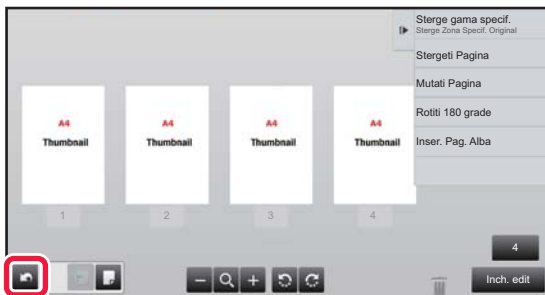 Sterge gama specif.
Sterge Zona Specif. Original
Stergeti Pagina
Mutati Pagina
Rotiti 180 grade
Inser. Pag. Alba
A4 A4 A4 A4
Thumbnail Thumbnail Thumbnail Thumbnail
1 2 3 4
4
Inch. edit